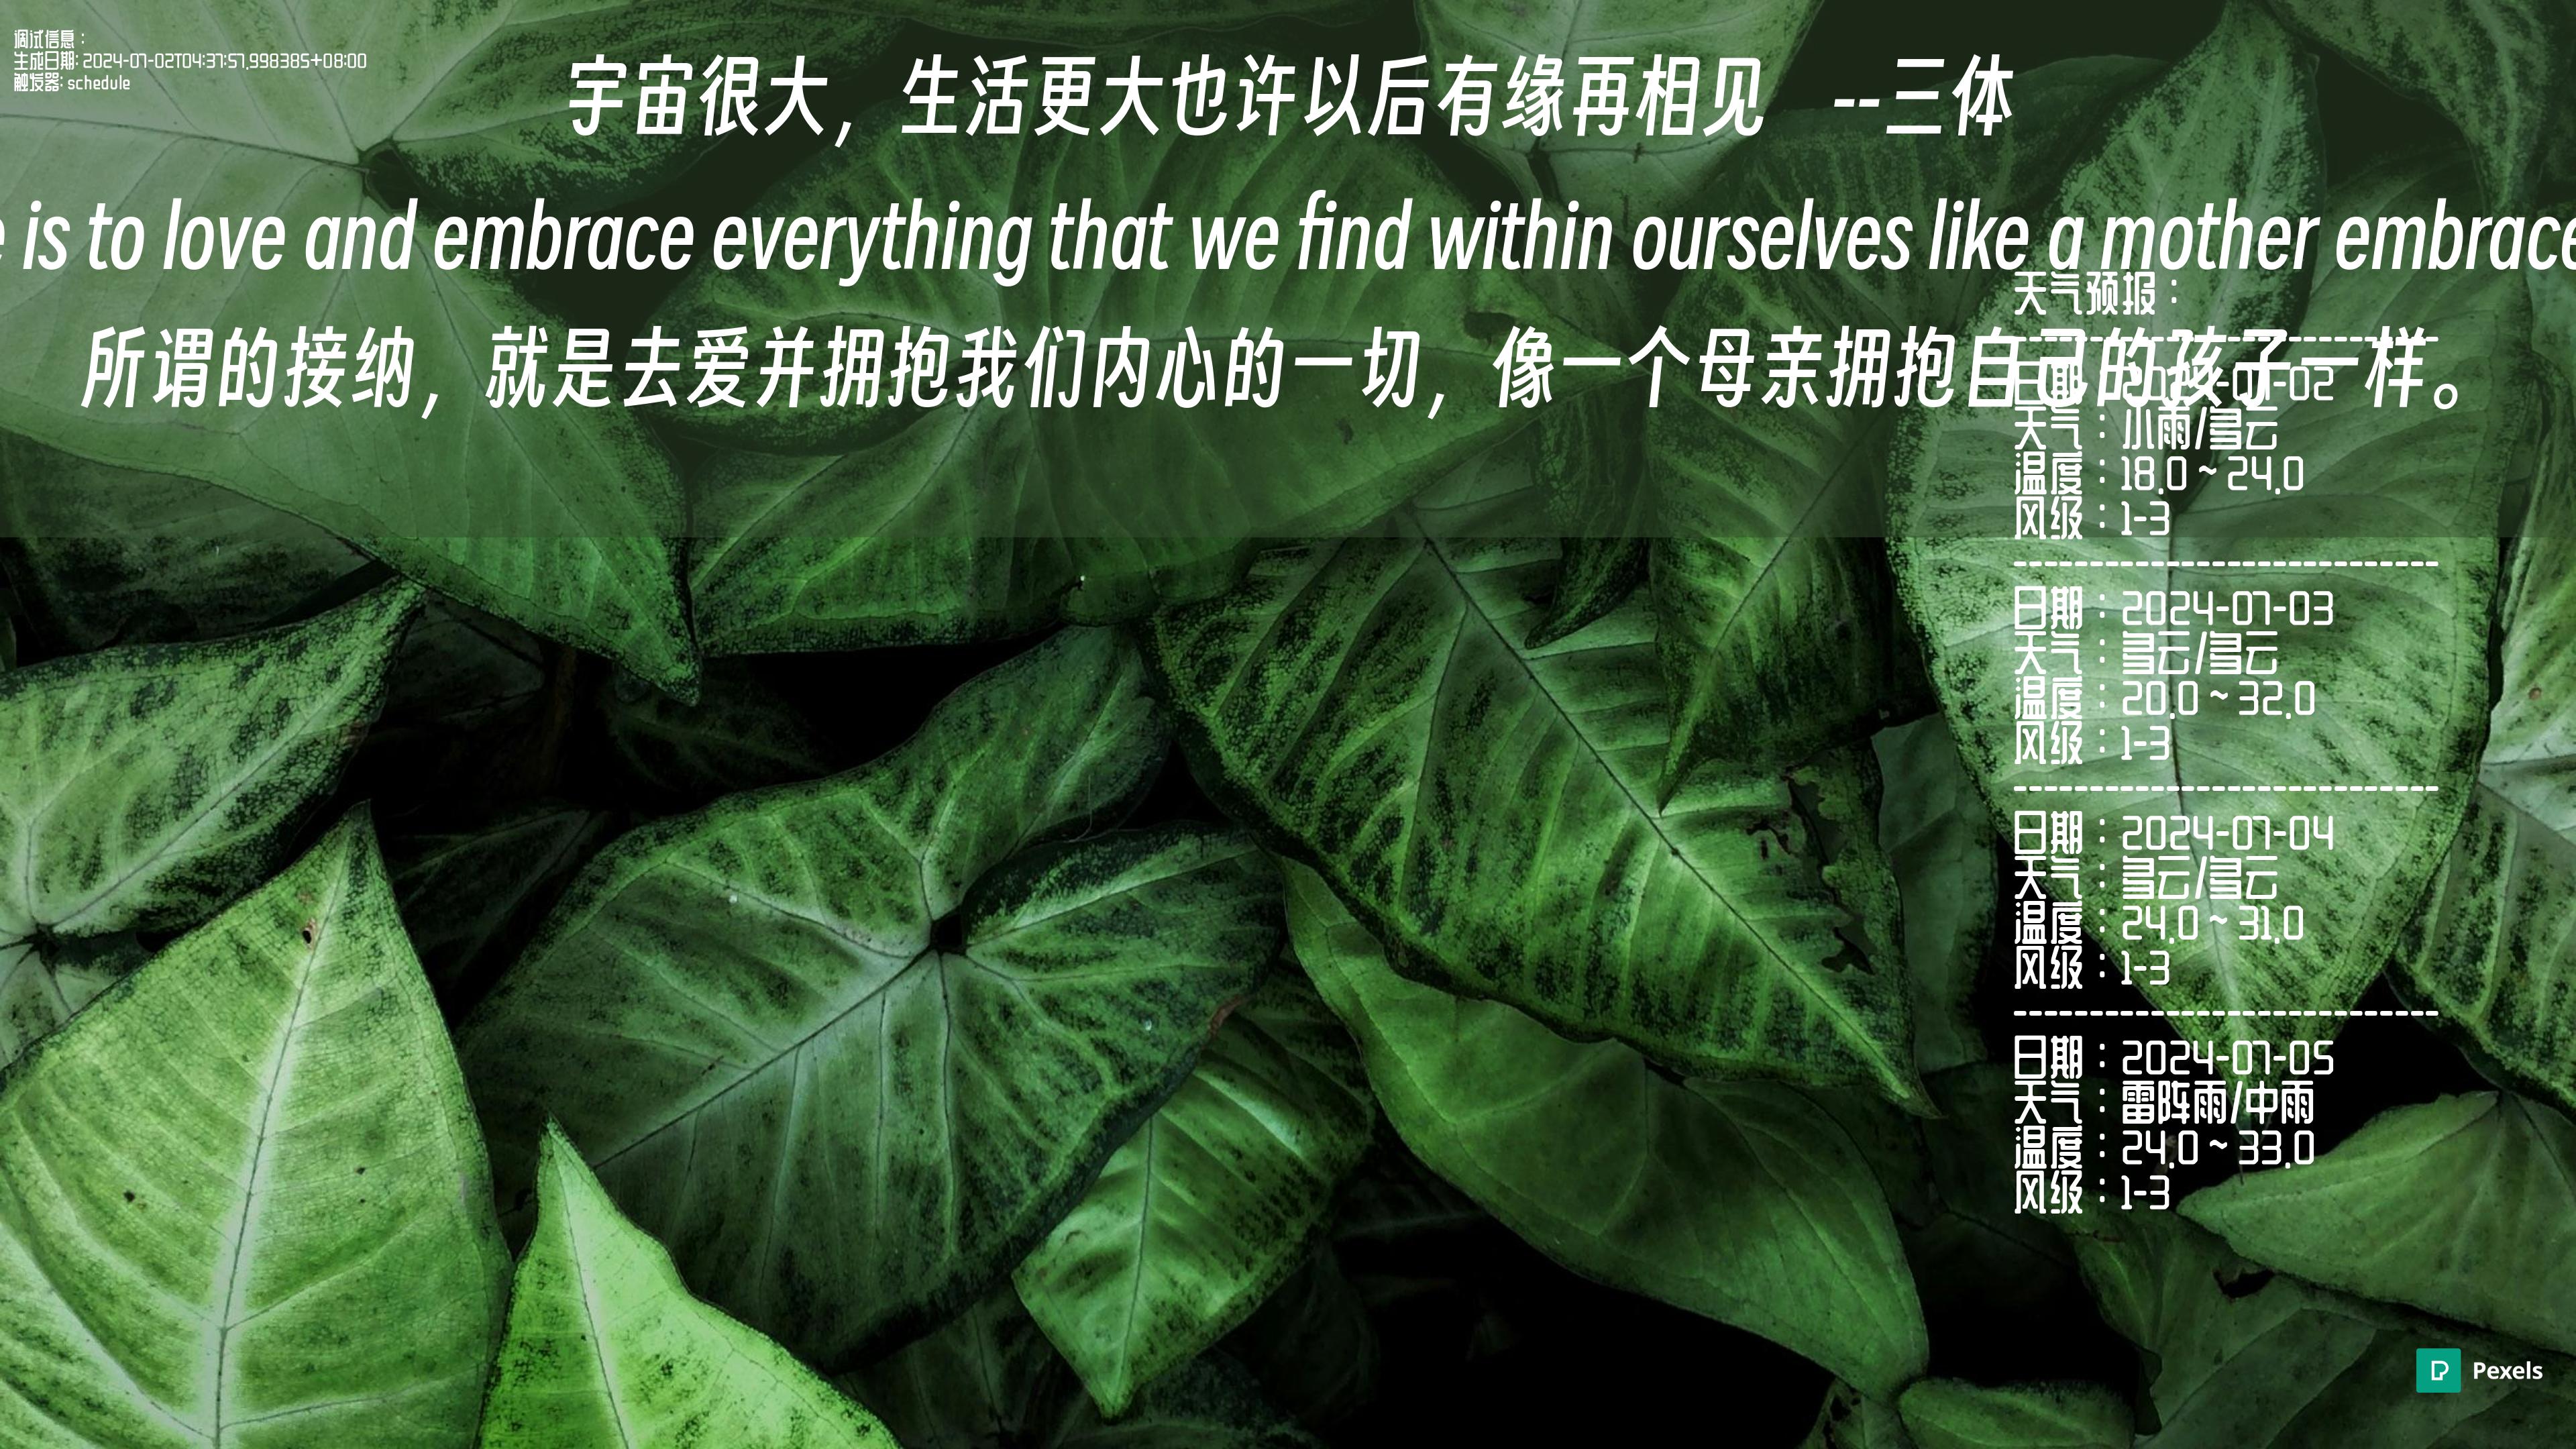 调试信息：
生成日期: 2024-07-02T04:37:57.998385+08:00
触发器: schedule
宇宙很大，生活更大也许以后有缘再相见 --三体
is to love and embrace everything that we find within ourselves like a mother embrace
所谓的接纳，就是去爱并拥抱我们内心的一切，像一个母亲拥抱自己的孩子一样。
天气预报：
----------------------------
日期：2024-07-02
天气：小雨/多云
温度：18.0 ~ 24.0
风级：1-3
----------------------------
日期：2024-07-03
天气：多云/多云
温度：20.0 ~ 32.0
风级：1-3
----------------------------
日期：2024-07-04
天气：多云/多云
温度：24.0 ~ 31.0
风级：1-3
----------------------------
日期：2024-07-05
天气：雷阵雨/中雨
温度：24.0 ~ 33.0
风级：1-3
Pexels